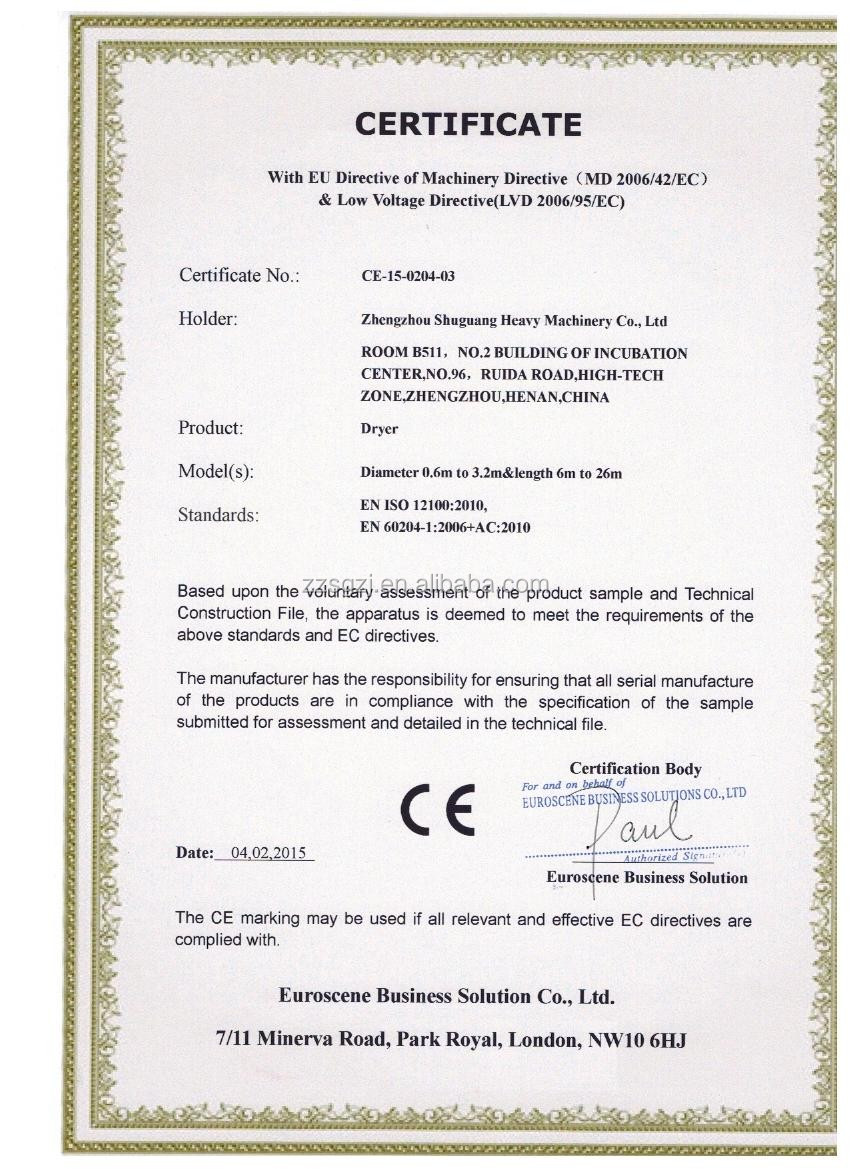 CERTIFICATE
With EU Directive of Machinery Directive（MD 2006/42/EC）
& Low Voltage Directive(LVD 2006/95/EC)
Certificate No.: CE-15-0204-03
Holder: Zhengzhou Shuguang Heavy Machinery Co., Ltd
ROOM B511，NO.2 BUILDING OF INCUBATION
CENTER,NO.96，RUIDA ROAD,HIGH-TECH
ZONE,ZHENGZHOU,HENAN,CHINA
Product: Dryer
Model(s): Diameter 0.6m to 3.2m&length 6m to 26m
Standards: EN ISO 12100:2010,
EN 60204-1:2006+AC:2010
zzsgzj.en.alibaba.com
Based upon the voluntary assessment of the product sample and Technical
Construction File, the apparatus is deemed to meet the requirements of the
above standards and EC directives.
The manufacturer has the responsibility for ensuring that all serial manufacture
of the products are in compliance with the specification of the sample
submitted for assessment and detailed in the technical file.
CE
Certification Body
For and on behalf of
EUROSCENE BUSINESS SOLUTIONS CO., LTD
Paul
Authorized
Date: 04,02,2015
Euroscene Business Solution
The CE marking may be used if all relevant and effective EC directives are
complied with.
Euroscene Business Solution Co., Ltd.
7/11 Minerva Road, Park Royal, London, NW10 6HJ